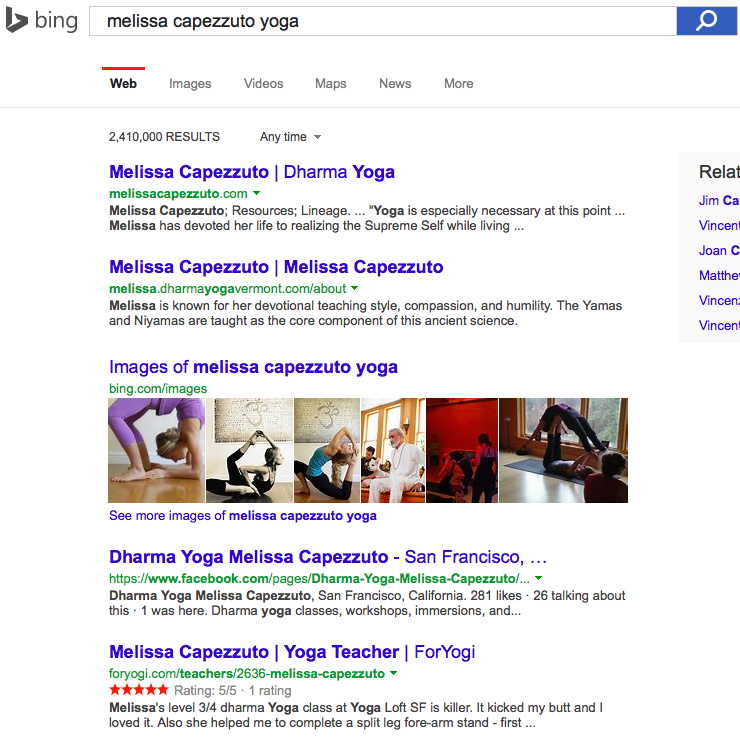 bing
melissa capezzuto yoga
Web Images Videos Maps News More
2,410,000 RESULTS Any time
Melissa Capezzuto | Dharma Yoga
melissacapezzuto.com
Melissa Capezzuto; Resources; Lineage. ... “Yoga is especially necessary at this point ...
Melissa has devoted her life to realizing the Supreme Self while living ...
Melissa Capezzuto | Melissa Capezzuto
melissa.dharmayogavermont.com/about
Melissa is known for her devotional teaching style, compassion, and humility. The Yamas
and Niyamas are taught as the core component of this ancient science.
Images of melissa capezzuto yoga
bing.com/images
See more images of melissa capezzuto yoga
Dharma Yoga Melissa Capezzuto - San Francisco, ...
https://www.facebook.com/pages/Dharma-Yoga-Melissa-Capezzuto/...
Dharma Yoga Melissa Capezzuto, San Francisco, California. 281 likes · 26 talking about
this · 1 was here. Dharma yoga classes, workshops, immersions, and...
Melissa Capezzuto | Yoga Teacher | ForYogi
foryogi.com/teachers/2636-melissa-capezzuto
Rating: 5/5 · 1 rating
Melissa's level 3/4 dharma Yoga class at Yoga Loft SF is killer. It kicked my butt and I
loved it. Also she helped me to complete a split leg fore-arm stand - first ...
Relat
Jim Ca
Vincent
Joan C
Matthe
Vincenz
Vincent